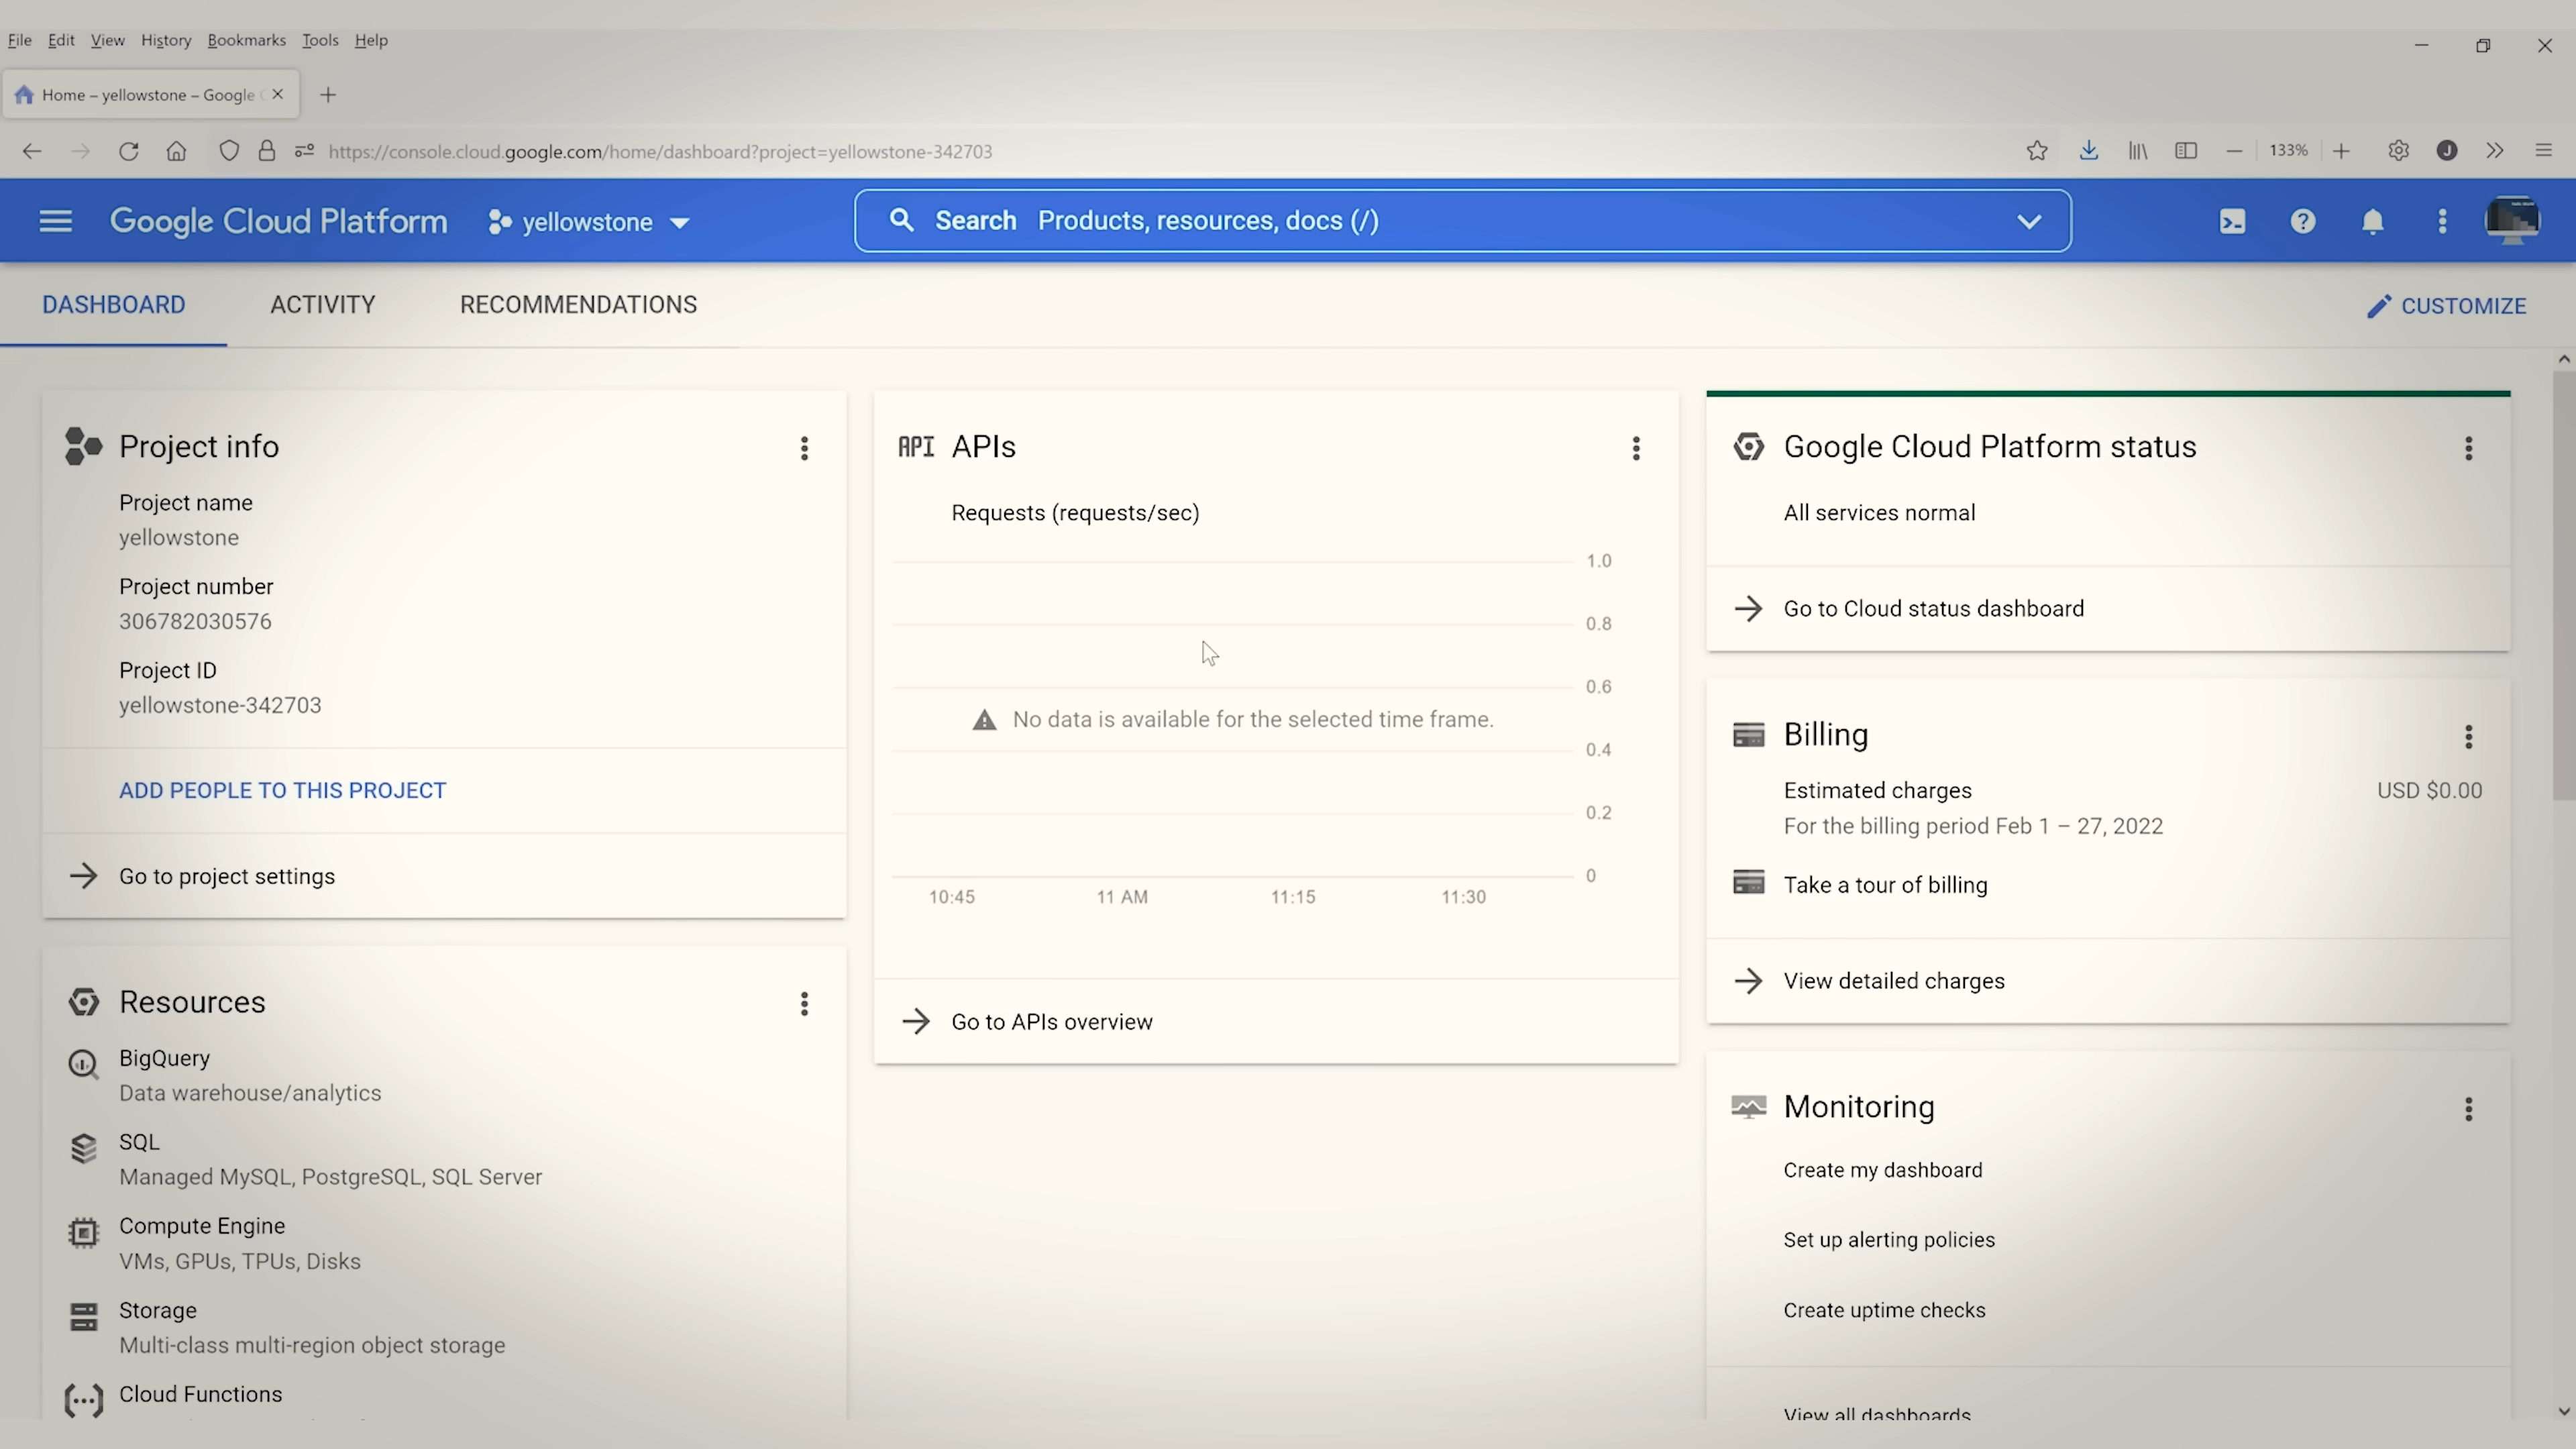 File Edit View History Bookmarks Tools Help
Home – yellowstone – Google
https://console.cloud.google.com/home/dashboard?project=yellowstone-342703
133%
J
Google Cloud Platform
yellowstone
Search Products, resources, docs (/)
DASHBOARD
ACTIVITY
RECOMMENDATIONS
CUSTOMIZE
Project info
Project name
yellowstone
Project number
306782030576
Project ID
yellowstone-342703
ADD PEOPLE TO THIS PROJECT
Go to project settings
Resources
BigQuery
Data warehouse/analytics
SQL
Managed MySQL, PostgreSQL, SQL Server
Compute Engine
VMs, GPUs, TPUs, Disks
Storage
Multi-class multi-region object storage
Cloud Functions
API APIs
Requests (requests/sec)
1.0
0.8
0.6
No data is available for the selected time frame.
0.4
0.2
0
10:45 11 AM 11:15 11:30
Go to APIs overview
Google Cloud Platform status
All services normal
Go to Cloud status dashboard
Billing
Estimated charges USD $0.00
For the billing period Feb 1 – 27, 2022
Take a tour of billing
View detailed charges
Monitoring
Create my dashboard
Set up alerting policies
Create uptime checks
View all dashboards